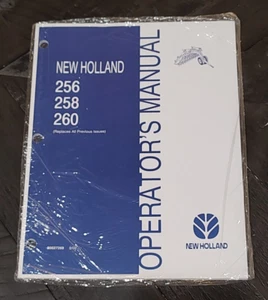 NEW HOLLAND
256
258
260
(Replaces All Previous Issues)
OPERATOR'S MANUAL
NEW HOLLAND